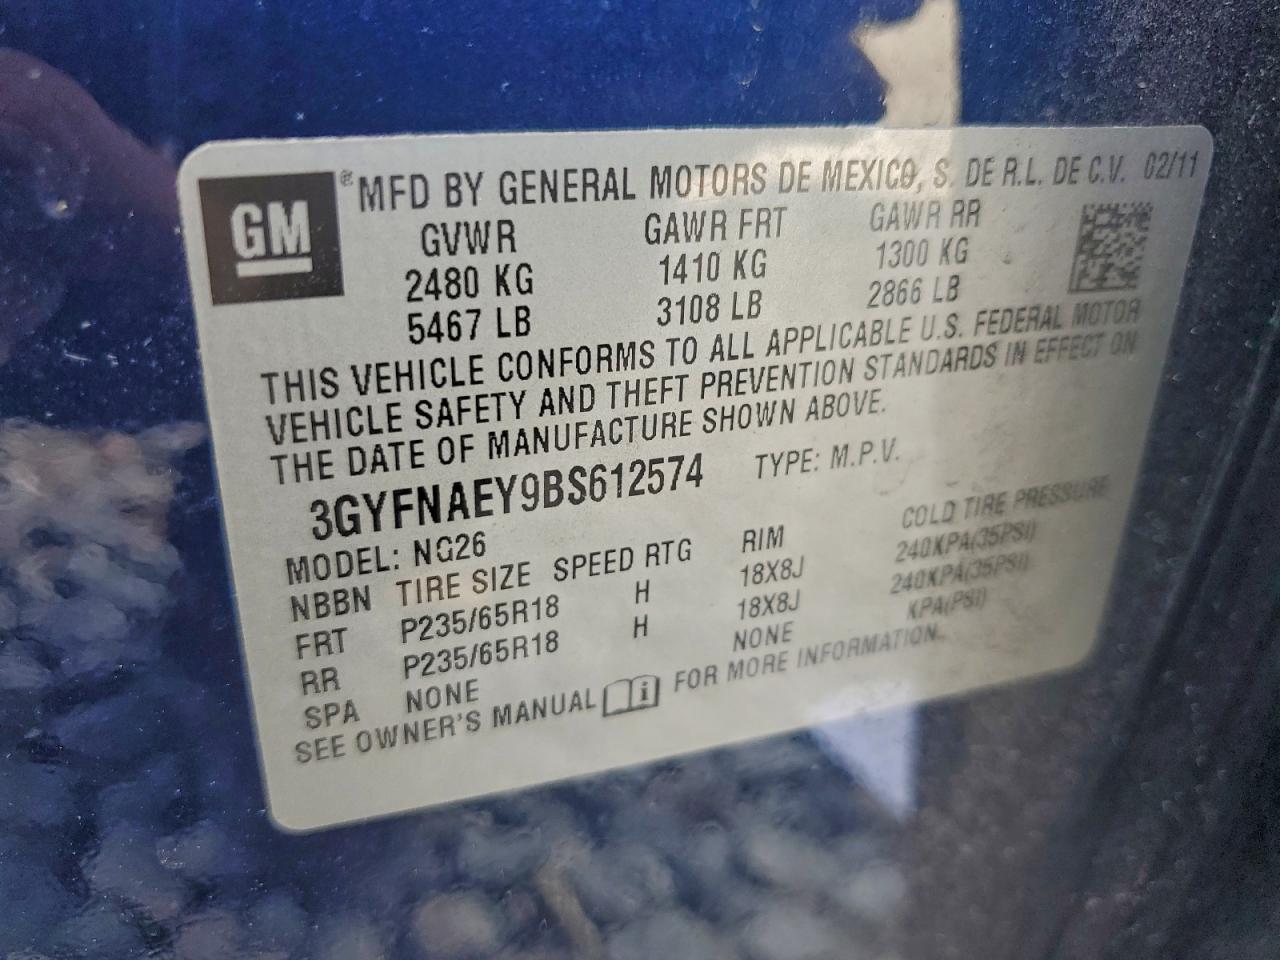 GM ® MFD BY GENERAL MOTORS DE MEXICO, S. DE R.L. DE C.V. 02/11
GVWR GAWR FRT GAWR RR
2480 KG 1410 KG 1300 KG
5467 LB 3108 LB 2866 LB
THIS VEHICLE CONFORMS TO ALL APPLICABLE U.S. FEDERAL MOTOR
VEHICLE SAFETY AND THEFT PREVENTION STANDARDS IN EFFECT ON
THE DATE OF MANUFACTURE SHOWN ABOVE.
3GYFNAEY9BS612574 TYPE: M.P.V.
MODEL: NG26
NBBN TIRE SIZE SPEED RTG RIM COLD TIRE PRESSURE
FRT P235/65R18 H 18X8J 240KPA(35PSI)
RR P235/65R18 H 18X8J 240KPA(35PSI)
SPA NONE NONE KPA(PSI)
SEE OWNER'S MANUAL i FOR MORE INFORMATION.